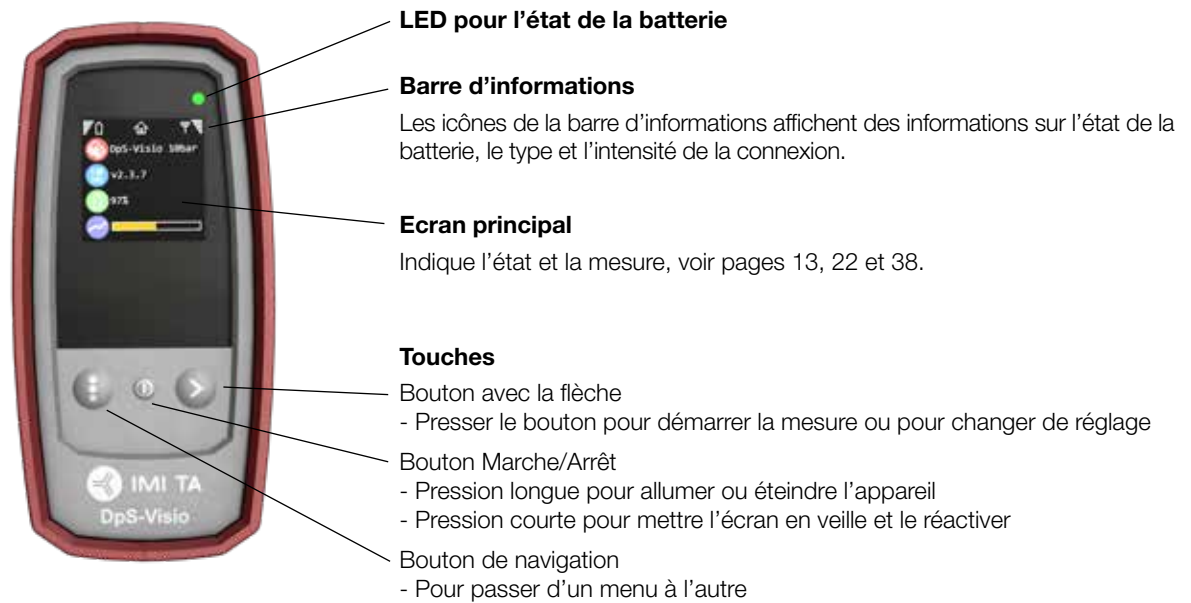 LED pour l’état de la batterie
Barre d’informations
Les icônes de la barre d’informations affichent des informations sur l’état de la
batterie, le type et l’intensité de la connexion.
DpS-Visio 10bar
v2.3.7
97%
Ecran principal
Indique l’état et la mesure, voir pages 13, 22 et 38.
Touches
Bouton avec la flèche
- Presser le bouton pour démarrer la mesure ou pour changer de réglage
Bouton Marche/Arrêt
- Pression longue pour allumer ou éteindre l’appareil
- Pression courte pour mettre l’écran en veille et le réactiver
Bouton de navigation
- Pour passer d’un menu à l’autre
IMI TA
DpS-Visio